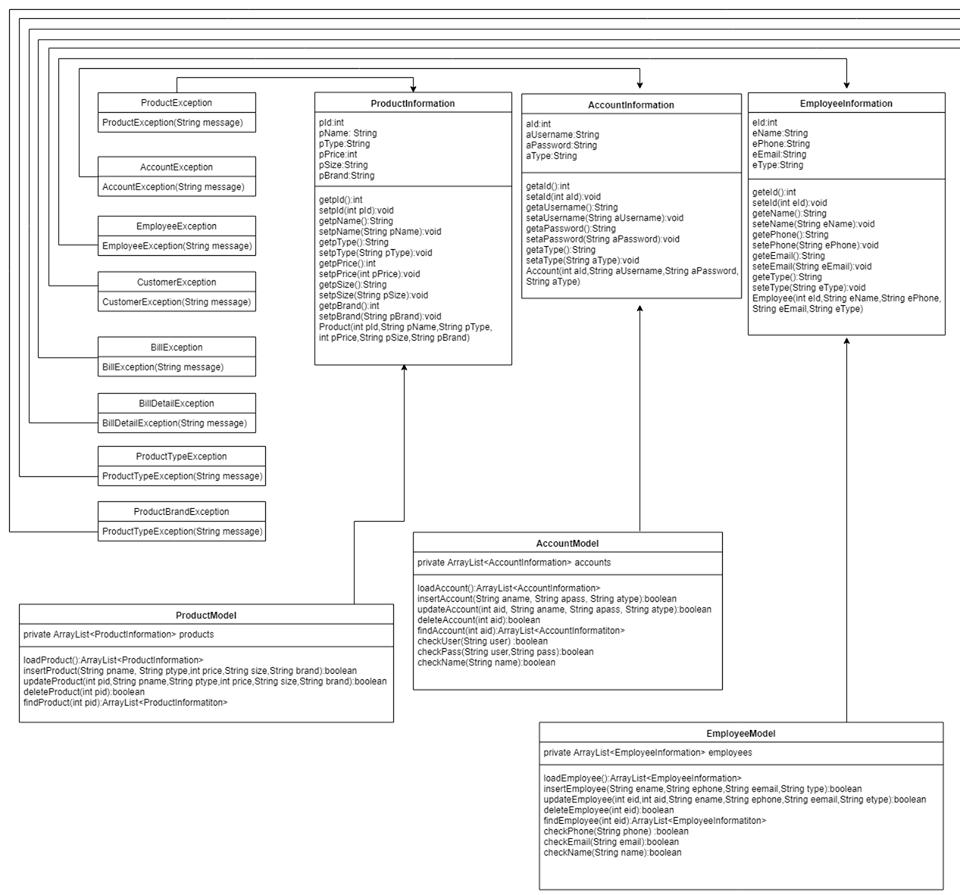 ProductException
ProductException(String message)
AccountException
AccountException(String message)
EmployeeException
EmployeeException(String message)
CustomerException
CustomerException(String message)
BillException
BillException(String message)
BillDetailException
BillDetailException(String message)
ProductTypeException
ProductTypeException(String message)
ProductBrandException
ProductTypeException(String message)
ProductInformation
pId:int
pName: String
pType:String
pPrice:int
pSize:String
pBrand:String
getpId():int
setpId(int pId):void
getpName():String
setpName(String pName):void
getpType():String
setpType(String pType):void
getpPrice():int
setpPrice(int pPrice):void
getpSize():String
setpSize(String pSize):void
getpBrand():int
setpBrand(String pBrand):void
Product(int pId,String pName,String pType,
int pPrice,String pSize,String pBrand)
AccountInformation
aId:int
aUsername:String
aPassword:String
aType:String
getaId():int
setaId(int aId):void
getaUsername():String
setaUsername(String aUsername):void
getaPassword():String
setaPassword(String aPassword):void
getaType():String
setaType(String aType):void
Account(int aId,String aUsername,String aPassword,
String aType)
EmployeeInformation
eId:int
eName:String
ePhone:String
eEmail:String
eType:String
geteId():int
seteId(int eId):void
geteName():String
seteName(String eName):void
getePhone():String
setePhone(String ePhone):void
geteEmail():String
seteEmail(String eEmail):void
geteType():String
seteType(String eType):void
Employee(int eId,String eName,String ePhone,
String eEmail,String eType)
ProductModel
private ArrayList<ProductInformation> products
loadProduct():ArrayList<ProductInformation>
insertProduct(String pname, String ptype,int price,String size,String brand):boolean
updateProduct(int pid,String pname,String ptype,int price,String size,String brand):boolean
deleteProduct(int pid):boolean
findProduct(int pid):ArrayList<ProductInformatiton>
AccountModel
private ArrayList<AccountInformation> accounts
loadAccount():ArrayList<AccountInformation>
insertAccount(String aname, String apass, String atype):boolean
updateAccount(int aid, String aname, String apass, String atype):boolean
deleteAccount(int aid):boolean
findAccount(int aid):ArrayList<AccountInformatiton>
checkUser(String user) :boolean
checkPass(String user,String pass):boolean
checkName(String name):boolean
EmployeeModel
private ArrayList<EmployeeInformation> employees
loadEmployee():ArrayList<EmployeeInformation>
insertEmployee(String ename,String ephone,String eemail,String type):boolean
updateEmployee(int eid,int aid,String ename,String ephone,String eemail,String etype):boolean
deleteEmployee(int eid):boolean
findEmployee(int eid):ArrayList<EmployeeInformatiton>
checkPhone(String phone) :boolean
checkEmail(String email):boolean
checkName(String name):boolean